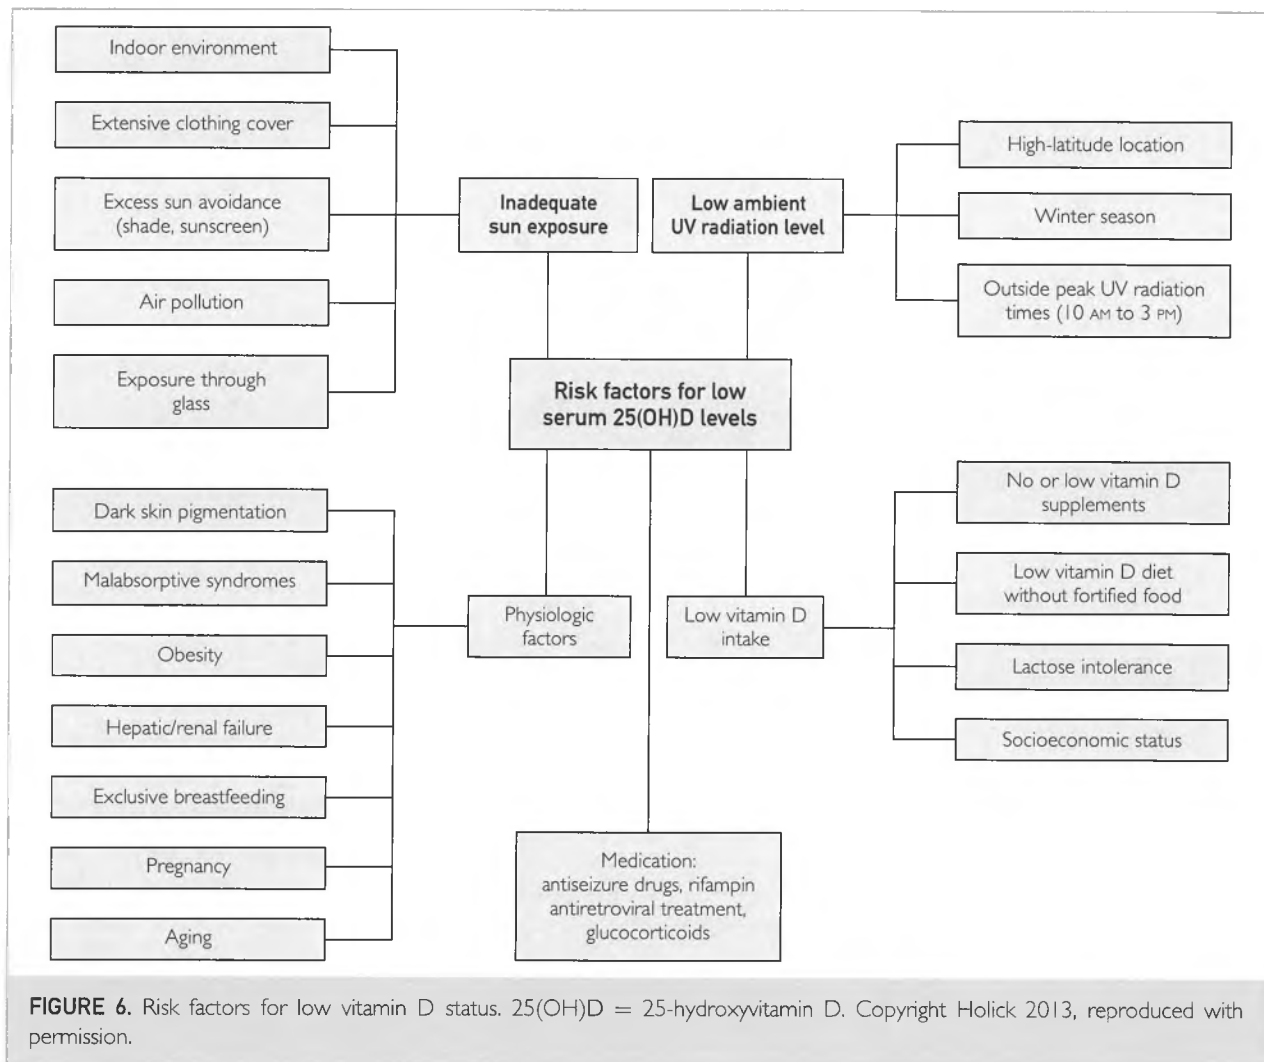 Indoor environment
Extensive clothing cover
Excess sun avoidance
(shade, sunscreen)
Air pollution
Exposure through
glass
Inadequate
sun exposure
Low ambient
UV radiation level
High-latitude location
Winter season
Outside peak UV radiation
times (10 AM to 3 PM)
Risk factors for low
serum 25(OH)D levels
Dark skin pigmentation
Malabsorptive syndromes
Obesity
Hepatic/renal failure
Exclusive breastfeeding
Pregnancy
Aging
Physiologic
factors
Low vitamin D
intake
No or low vitamin D
supplements
Low vitamin D diet
without fortified food
Lactose intolerance
Socioeconomic status
Medication:
antiseizure drugs, rifampin
antiretroviral treatment,
glucocorticoids
FIGURE 6. Risk factors for low vitamin D status. 25(OH)D = 25-hydroxyvitamin D. Copyright Holick 2013, reproduced with
permission.